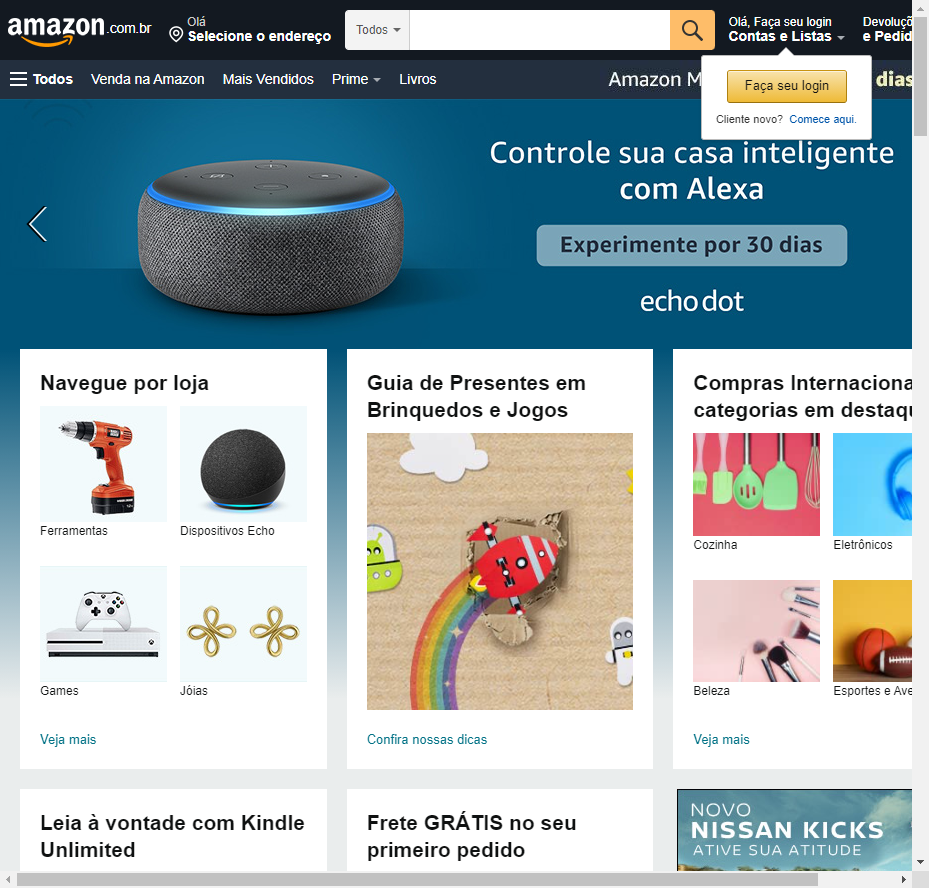 amazon.com.br
Olá
Selecione o endereço
Todos
Olá, Faça seu login
Contas e Listas
Devoluçõ
e Pedid
Todos
Venda na Amazon
Mais Vendidos
Prime
Livros
Amazon M
dias
Faça seu login
Cliente novo? Comece aqui.
Controle sua casa inteligente
com Alexa
Experimente por 30 dias
echo dot
Navegue por loja
Ferramentas
Dispositivos Echo
Games
Jóias
Veja mais
Guia de Presentes em
Brinquedos e Jogos
Confira nossas dicas
Compras Internaciona
categorias em destaqu
Cozinha
Eletrônicos
Beleza
Esportes e Ave
Veja mais
Leia à vontade com Kindle
Unlimited
Frete GRÁTIS no seu
primeiro pedido
NOVO
NISSAN KICKS
ATIVE SUA ATITUDE